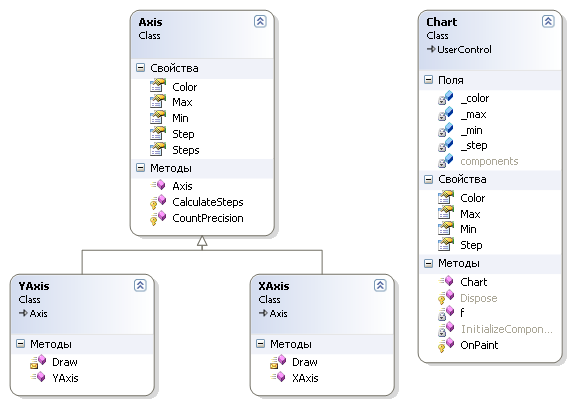 Axis
Class
Свойства
Color
Max
Min
Step
Steps
Методы
Axis
CalculateSteps
CountPrecision
YAxis
Class
Axis
Методы
Draw
YAxis
XAxis
Class
Axis
Методы
Draw
XAxis
Chart
Class
UserControl
Поля
_color
_max
_min
_step
components
Свойства
Color
Max
Min
Step
Методы
Chart
Dispose
f
InitializeCompon...
OnPaint